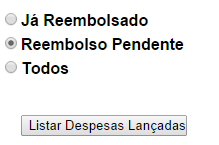 Já Reembolsado
Reembolso Pendente
Todos
Listar Despesas Lançadas